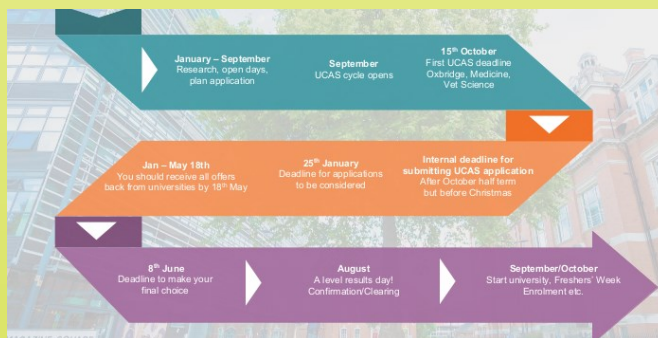 January – September
Research, open days,
plan application
September
UCAS cycle opens
15th October
First UCAS deadline
Oxbridge, Medicine,
Vet Science
Internal deadline for
submitting UCAS application
After October half term
but before Christmas
25th January
Deadline for applications
to be considered
Jan – May 18th
You should receive all offers
back from universities by 18th May
8th June
Deadline to make your
final choice
August
A level results day!
Confirmation/Clearing
September/October
Start university, Freshers' Week
Enrolment etc.